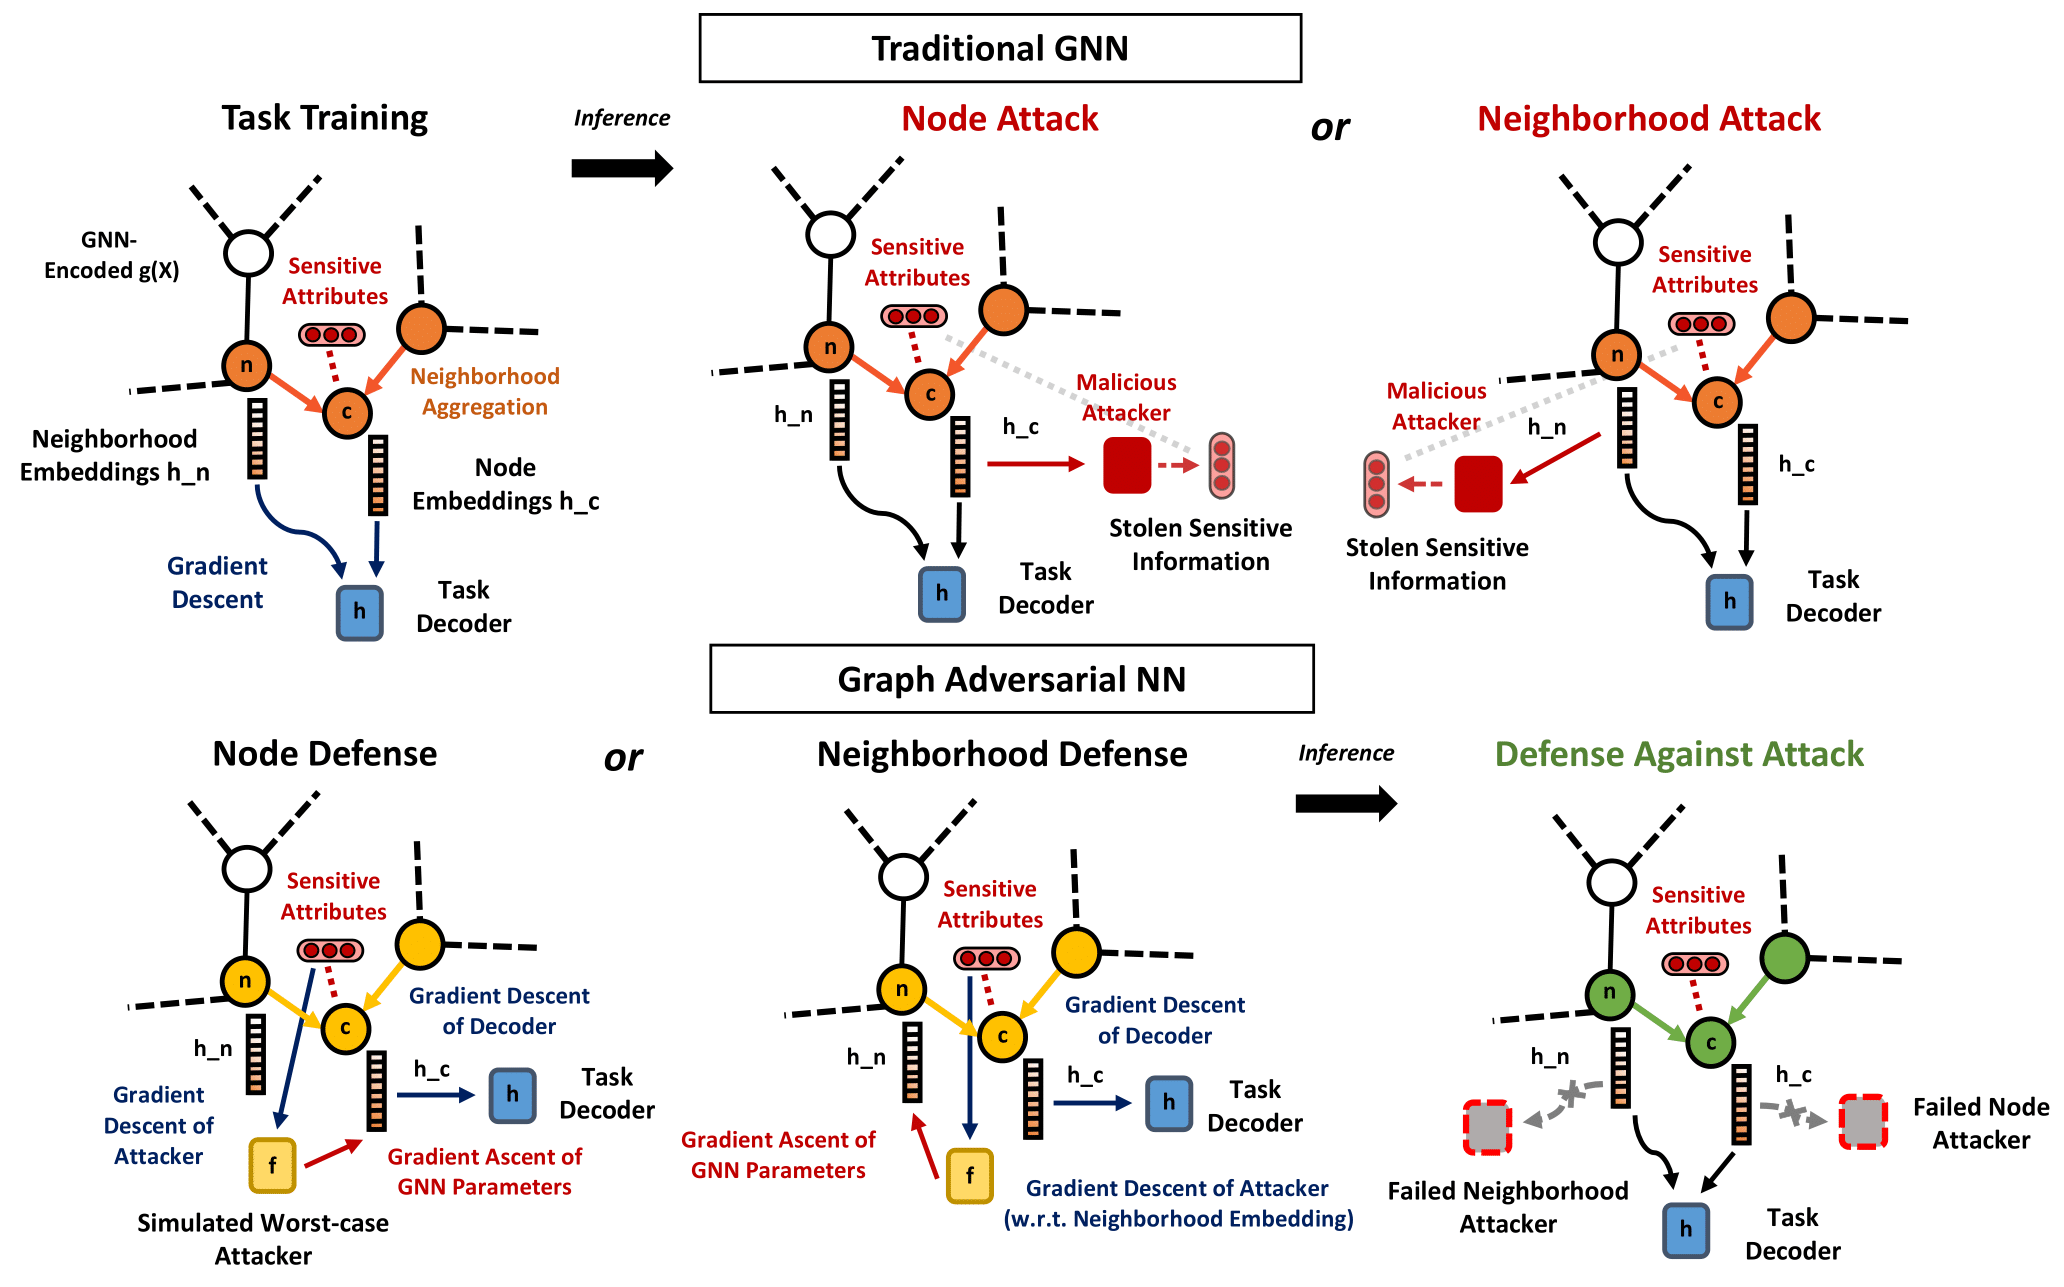 Traditional GNN
Task Training
Inference
Node Attack
or
Neighborhood Attack
GNN-
Encoded g(X)
Sensitive
Attributes
n
c
Neighborhood
Aggregation
Neighborhood
Embeddings h_n
Node
Embeddings h_c
Gradient
Descent
h
Task
Decoder
Sensitive
Attributes
n
c
h_n
h_c
Malicious
Attacker
Stolen Sensitive
Information
h
Task
Decoder
Sensitive
Attributes
n
c
Malicious
Attacker
h_n
h_c
Stolen Sensitive
Information
h
Task
Decoder
Graph Adversarial NN
Node Defense
or
Neighborhood Defense
Inference
Defense Against Attack
Sensitive
Attributes
n
c
Gradient Descent
of Decoder
h_n
h_c
h
Task
Decoder
Gradient
Descent of
Attacker
f
Gradient Ascent of
GNN Parameters
Simulated Worst-case
Attacker
Sensitive
Attributes
n
c
Gradient Descent
of Decoder
h_n
h_c
h
Task
Decoder
Gradient Ascent of
GNN Parameters
f
Gradient Descent of Attacker
(w.r.t. Neighborhood Embedding)
Sensitive
Attributes
n
c
h_n
h_c
Failed Node
Attacker
Failed Neighborhood
Attacker
h
Task
Decoder